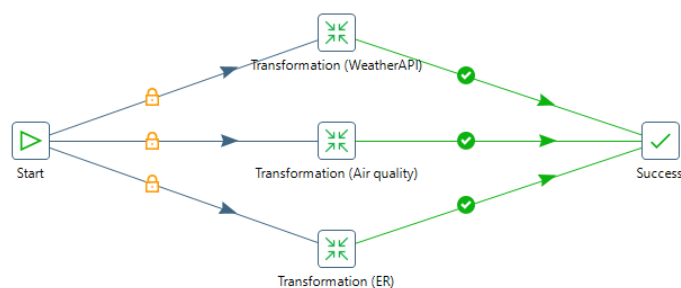 Transformation (WeatherAPI)
Start
Transformation (Air quality)
Success
Transformation (ER)